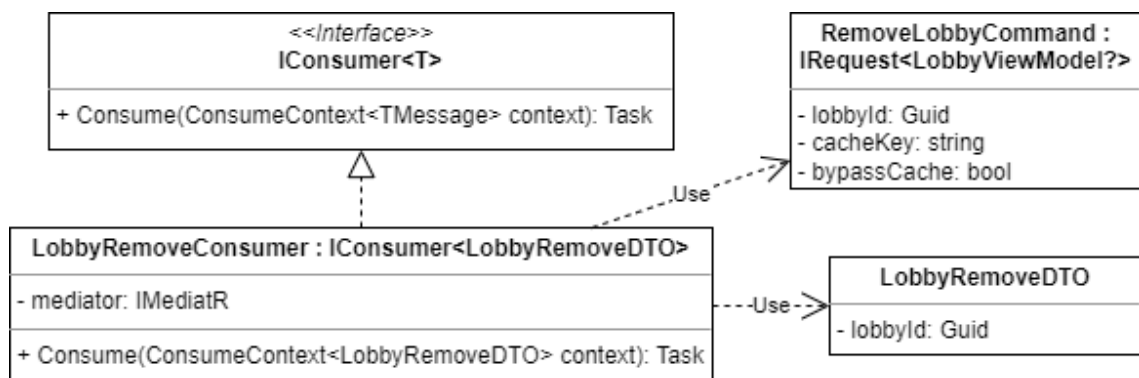 <<Interface>>
IConsumer<T>
+ Consume(ConsumeContext<TMessage> context): Task
RemoveLobbyCommand :
IRequest<LobbyViewModel?>
- lobbyId: Guid
- cacheKey: string
- bypassCache: bool
Use
LobbyRemoveConsumer : IConsumer<LobbyRemoveDTO>
- mediator: IMediatR
+ Consume(ConsumeContext<LobbyRemoveDTO> context): Task
Use
LobbyRemoveDTO
- lobbyId: Guid